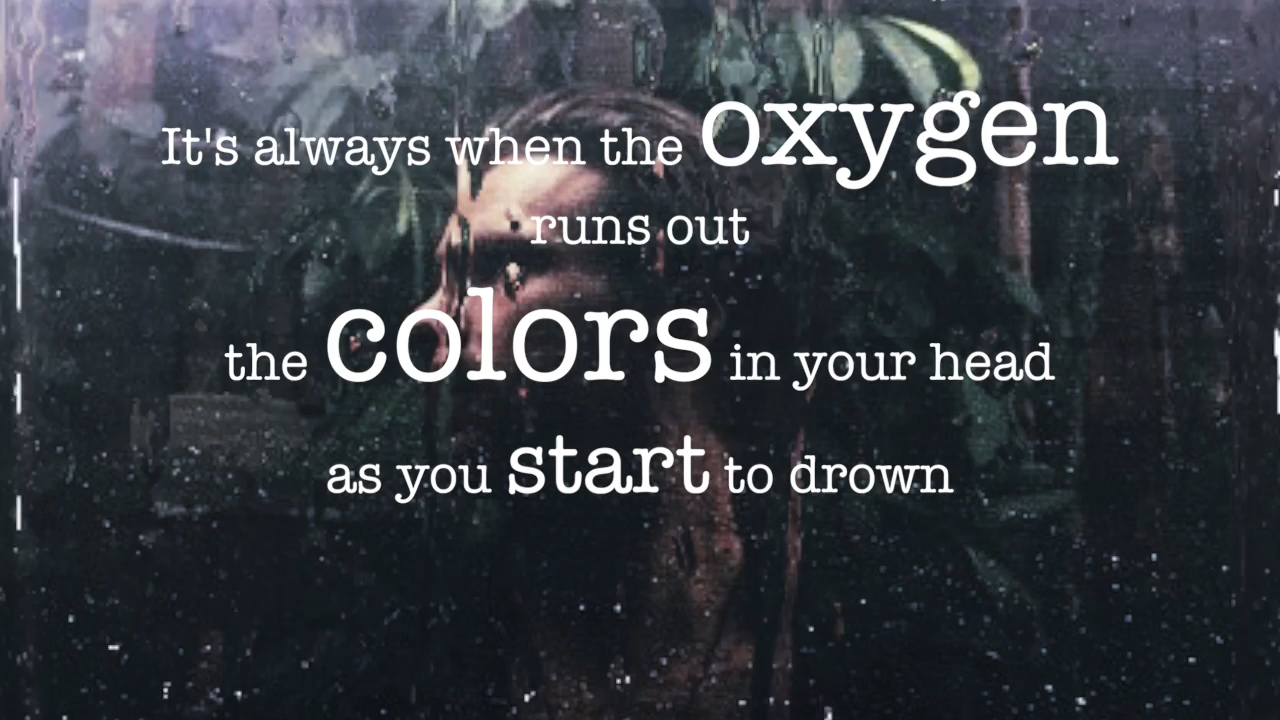 It's always when the oxygen
runs out
the colors in your head
as you start to drown